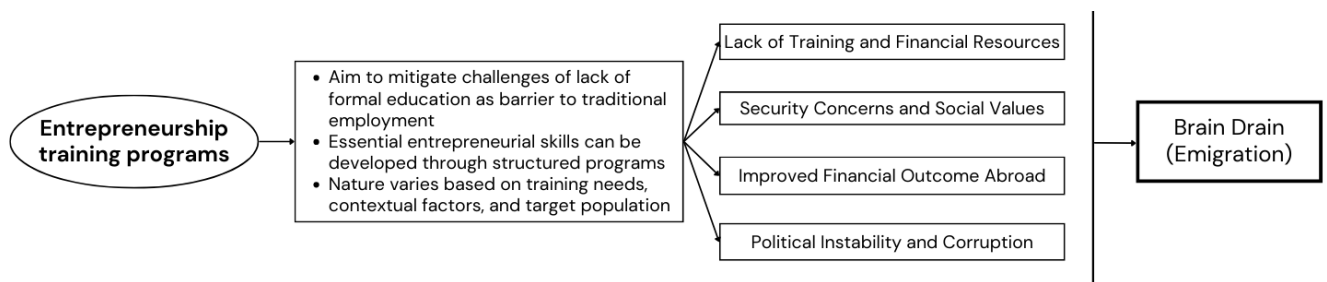 Entrepreneurship
training programs
• Aim to mitigate challenges of lack of
formal education as barrier to traditional
employment
• Essential entrepreneurial skills can be
developed through structured programs
• Nature varies based on training needs,
contextual factors, and target population
Lack of Training and Financial Resources
Security Concerns and Social Values
Improved Financial Outcome Abroad
Political Instability and Corruption
Brain Drain
(Emigration)